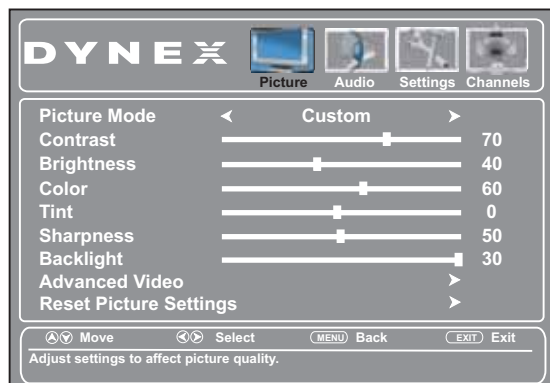 DYNEX
Picture Audio Settings Channels
Picture Mode Custom
Contrast 70
Brightness 40
Color 60
Tint 0
Sharpness 50
Backlight 30
Advanced Video
Reset Picture Settings
Move Select MENU Back EXIT Exit
Adjust settings to affect picture quality.